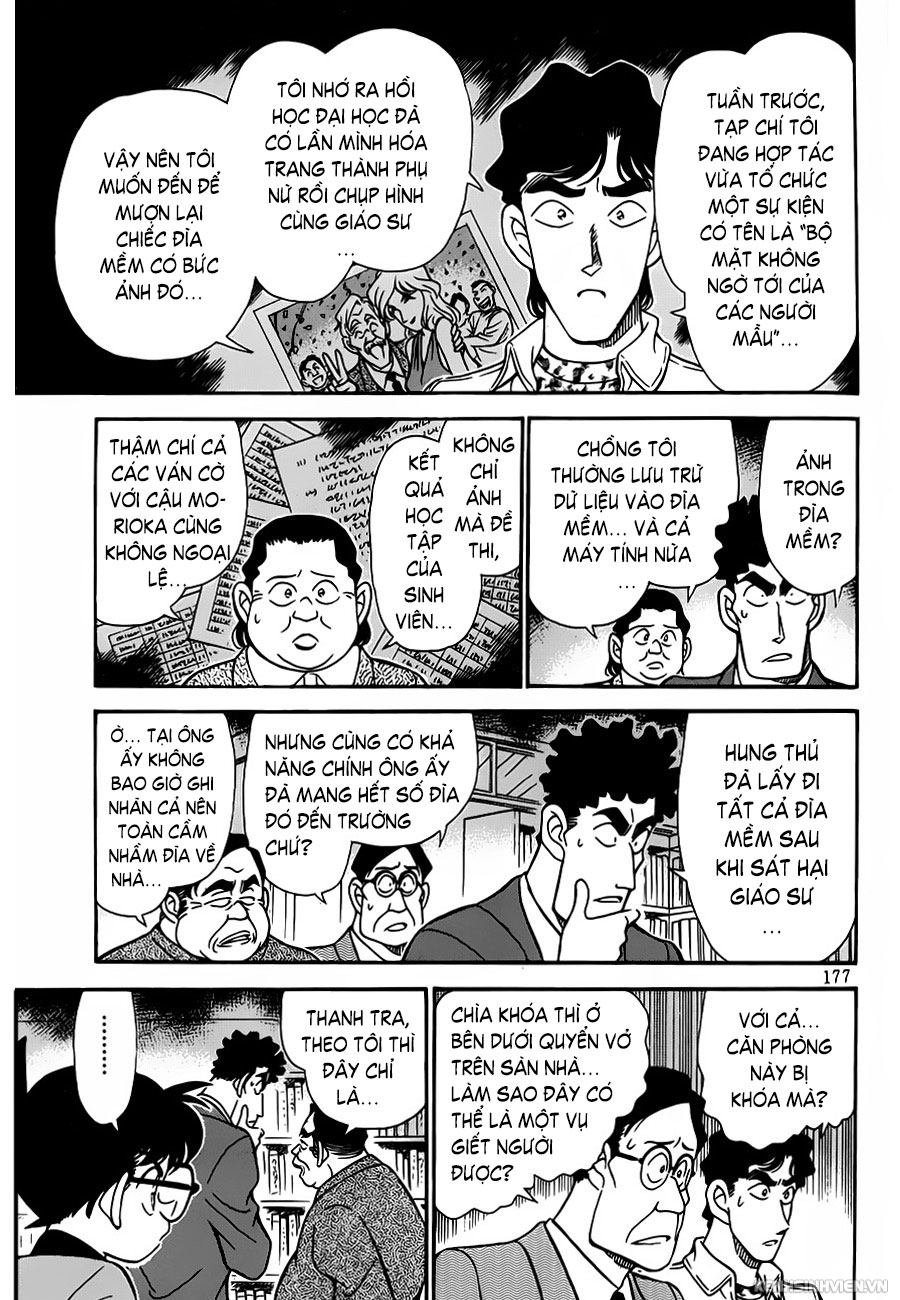 TUẦN TRƯỚC,
TẠP CHÍ TÔI
ĐANG HỢP TÁC
VỪA TỔ CHỨC
MỘT SỰ KIỆN
CÓ TÊN LÀ "BỘ
MẶT KHÔNG
NGỜ TỚI CỦA
CÁC NGƯỜI
MẪU"...
TÔI NHỚ RA HỒI
HỌC ĐẠI HỌC ĐÃ
CÓ LẦN MÌNH HÓA
TRANG THÀNH PHỤ
NỮ RỒI CHỤP HÌNH
CÙNG GIÁO SƯ
...
VẬY NÊN TÔI
MUỐN ĐẾN ĐỂ
MƯỢN LẠI
CHIẾC ĐĨA
MỀM CÓ BỨC
ẢNH ĐÓ...
ẢNH
TRONG
ĐĨA
MỀM?
CHỒNG TÔI
THƯỜNG LƯU TRỮ
DỮ LIỆU VÀO ĐĨA
MỀM... VÀ CẢ
MÁY TÍNH NỮA
...
KHÔNG
CHỈ ẢNH
MÀ ĐỀ
THI,
KẾT
QUẢ
HỌC
TẬP
CỦA
SINH
VIÊN...
THẬM CHÍ CẢ
CÁC VÁN CỜ
VỚI CẬU MO-
RIOKA CŨNG
KHÔNG NGOẠI
LỆ...
HUNG THỦ
ĐÃ LẤY ĐI
TẤT CẢ ĐĨA
MỀM SAU
KHI SÁT HẠI
GIÁO SƯ
...
NHƯNG CŨNG CÓ KHẢ
NĂNG CHÍNH ÔNG ẤY
ĐÃ MANG HẾT SỐ ĐĨA
ĐÓ ĐẾN TRƯỜNG
CHỨ?
Ờ... TẠI ÔNG
ẤY KHÔNG
BAO GIỜ GHI
NHÃN CẢ NÊN
TOÀN CẦM
NHẦM ĐĨA VỀ
NHÀ...
177
VỚI CẢ...
CĂN PHÒNG
NÀY BỊ
KHÓA MÀ?
CHÌA KHÓA THÌ Ở
BÊN DƯỚI QUYỂN VỞ
TRÊN SÀN NHÀ...
LÀM SAO ĐÂY CÓ
THỂ LÀ MỘT VỤ
GIẾT NGƯỜI
ĐƯỢC?
THANH TRA,
THEO TÔI THÌ
ĐÂY CHỈ
LÀ...
..........